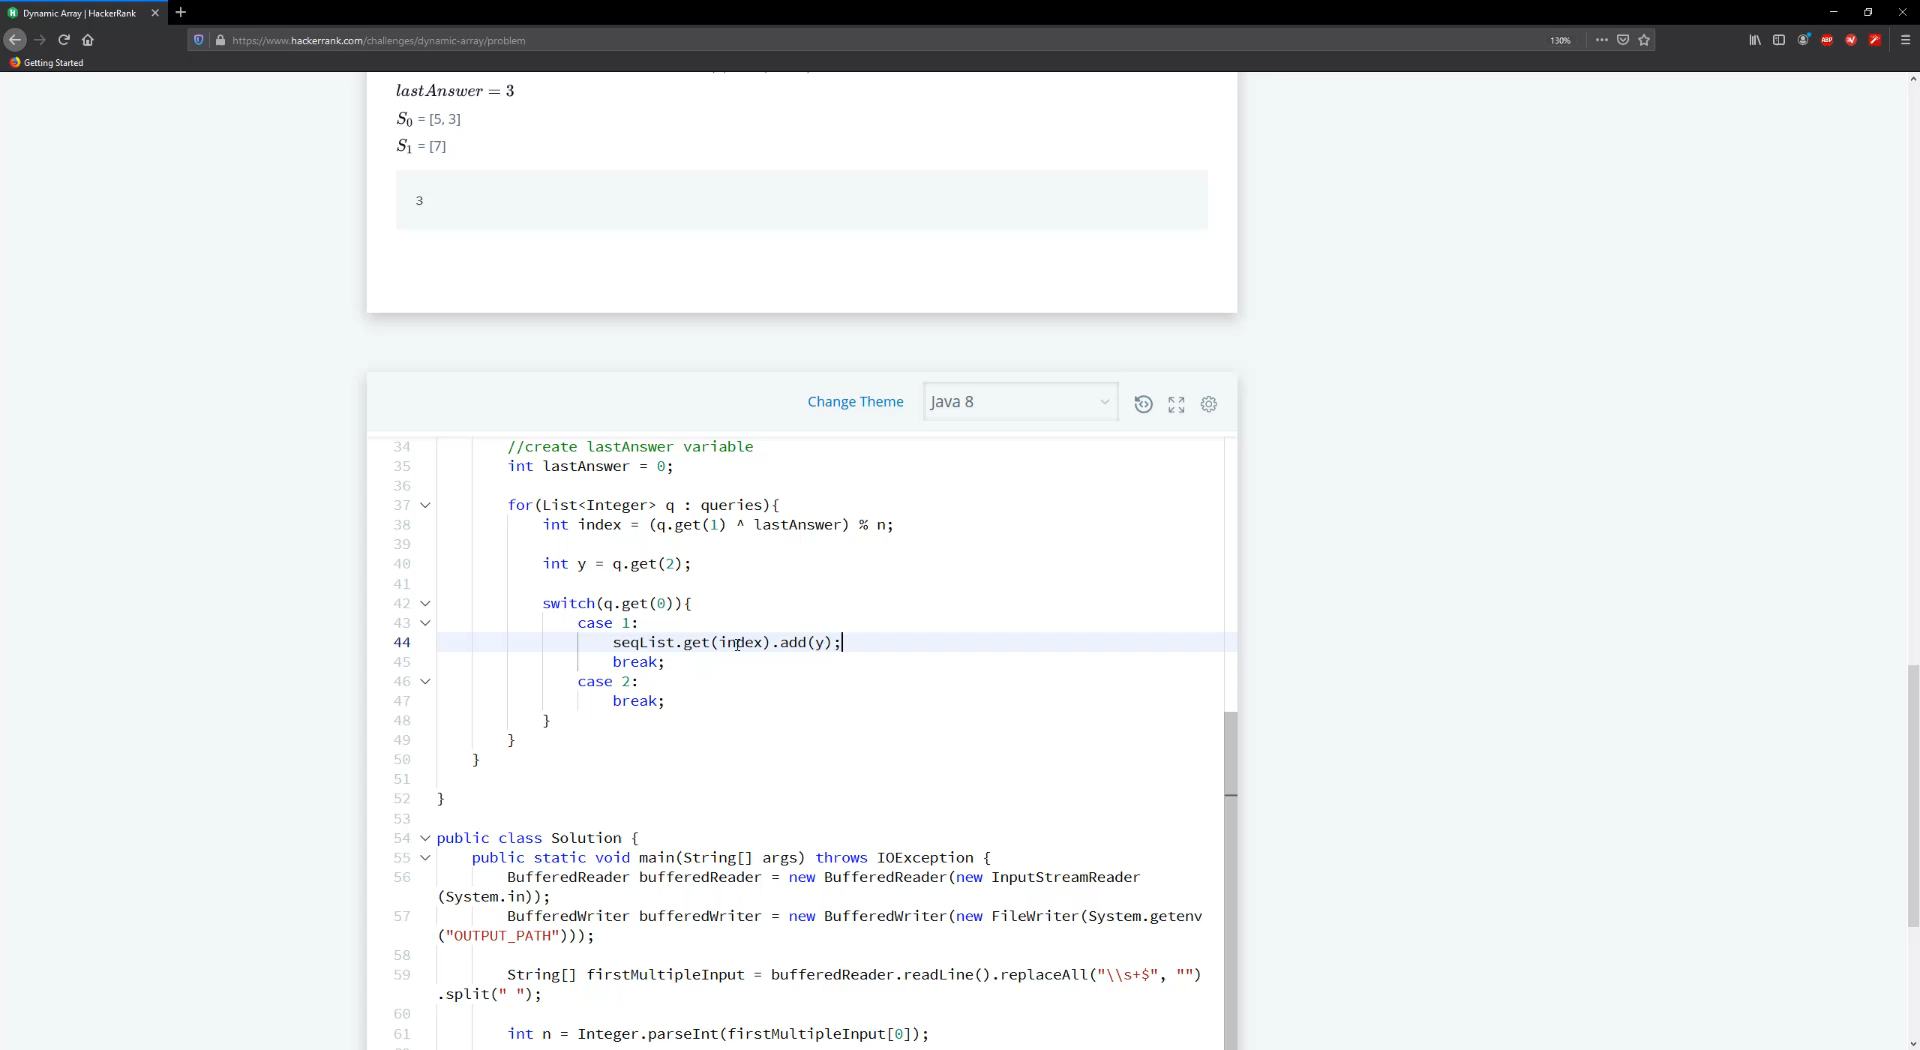 Dynamic Array | HackerRank
https://www.hackerrank.com/challenges/dynamic-array/problem
130%
ABP
Getting Started
lastAnswer = 3
S0 = [5, 3]
S1 = [7]
3
Change Theme
Java 8
34 //create lastAnswer variable
35 int lastAnswer = 0;
36
37 for(List<Integer> q : queries){
38 int index = (q.get(1) ^ lastAnswer) % n;
39
40 int y = q.get(2);
41
42 switch(q.get(0)){
43 case 1:
44 seqList.get(index).add(y);
45 break;
46 case 2:
47 break;
48 }
49 }
50 }
51
52 }
53
54 public class Solution {
55 public static void main(String[] args) throws IOException {
56 BufferedReader bufferedReader = new BufferedReader(new InputStreamReader
(System.in));
57 BufferedWriter bufferedWriter = new BufferedWriter(new FileWriter(System.getenv
("OUTPUT_PATH")));
58
59 String[] firstMultipleInput = bufferedReader.readLine().replaceAll("\\s+$", "")
.split(" ");
60
61 int n = Integer.parseInt(firstMultipleInput[0]);